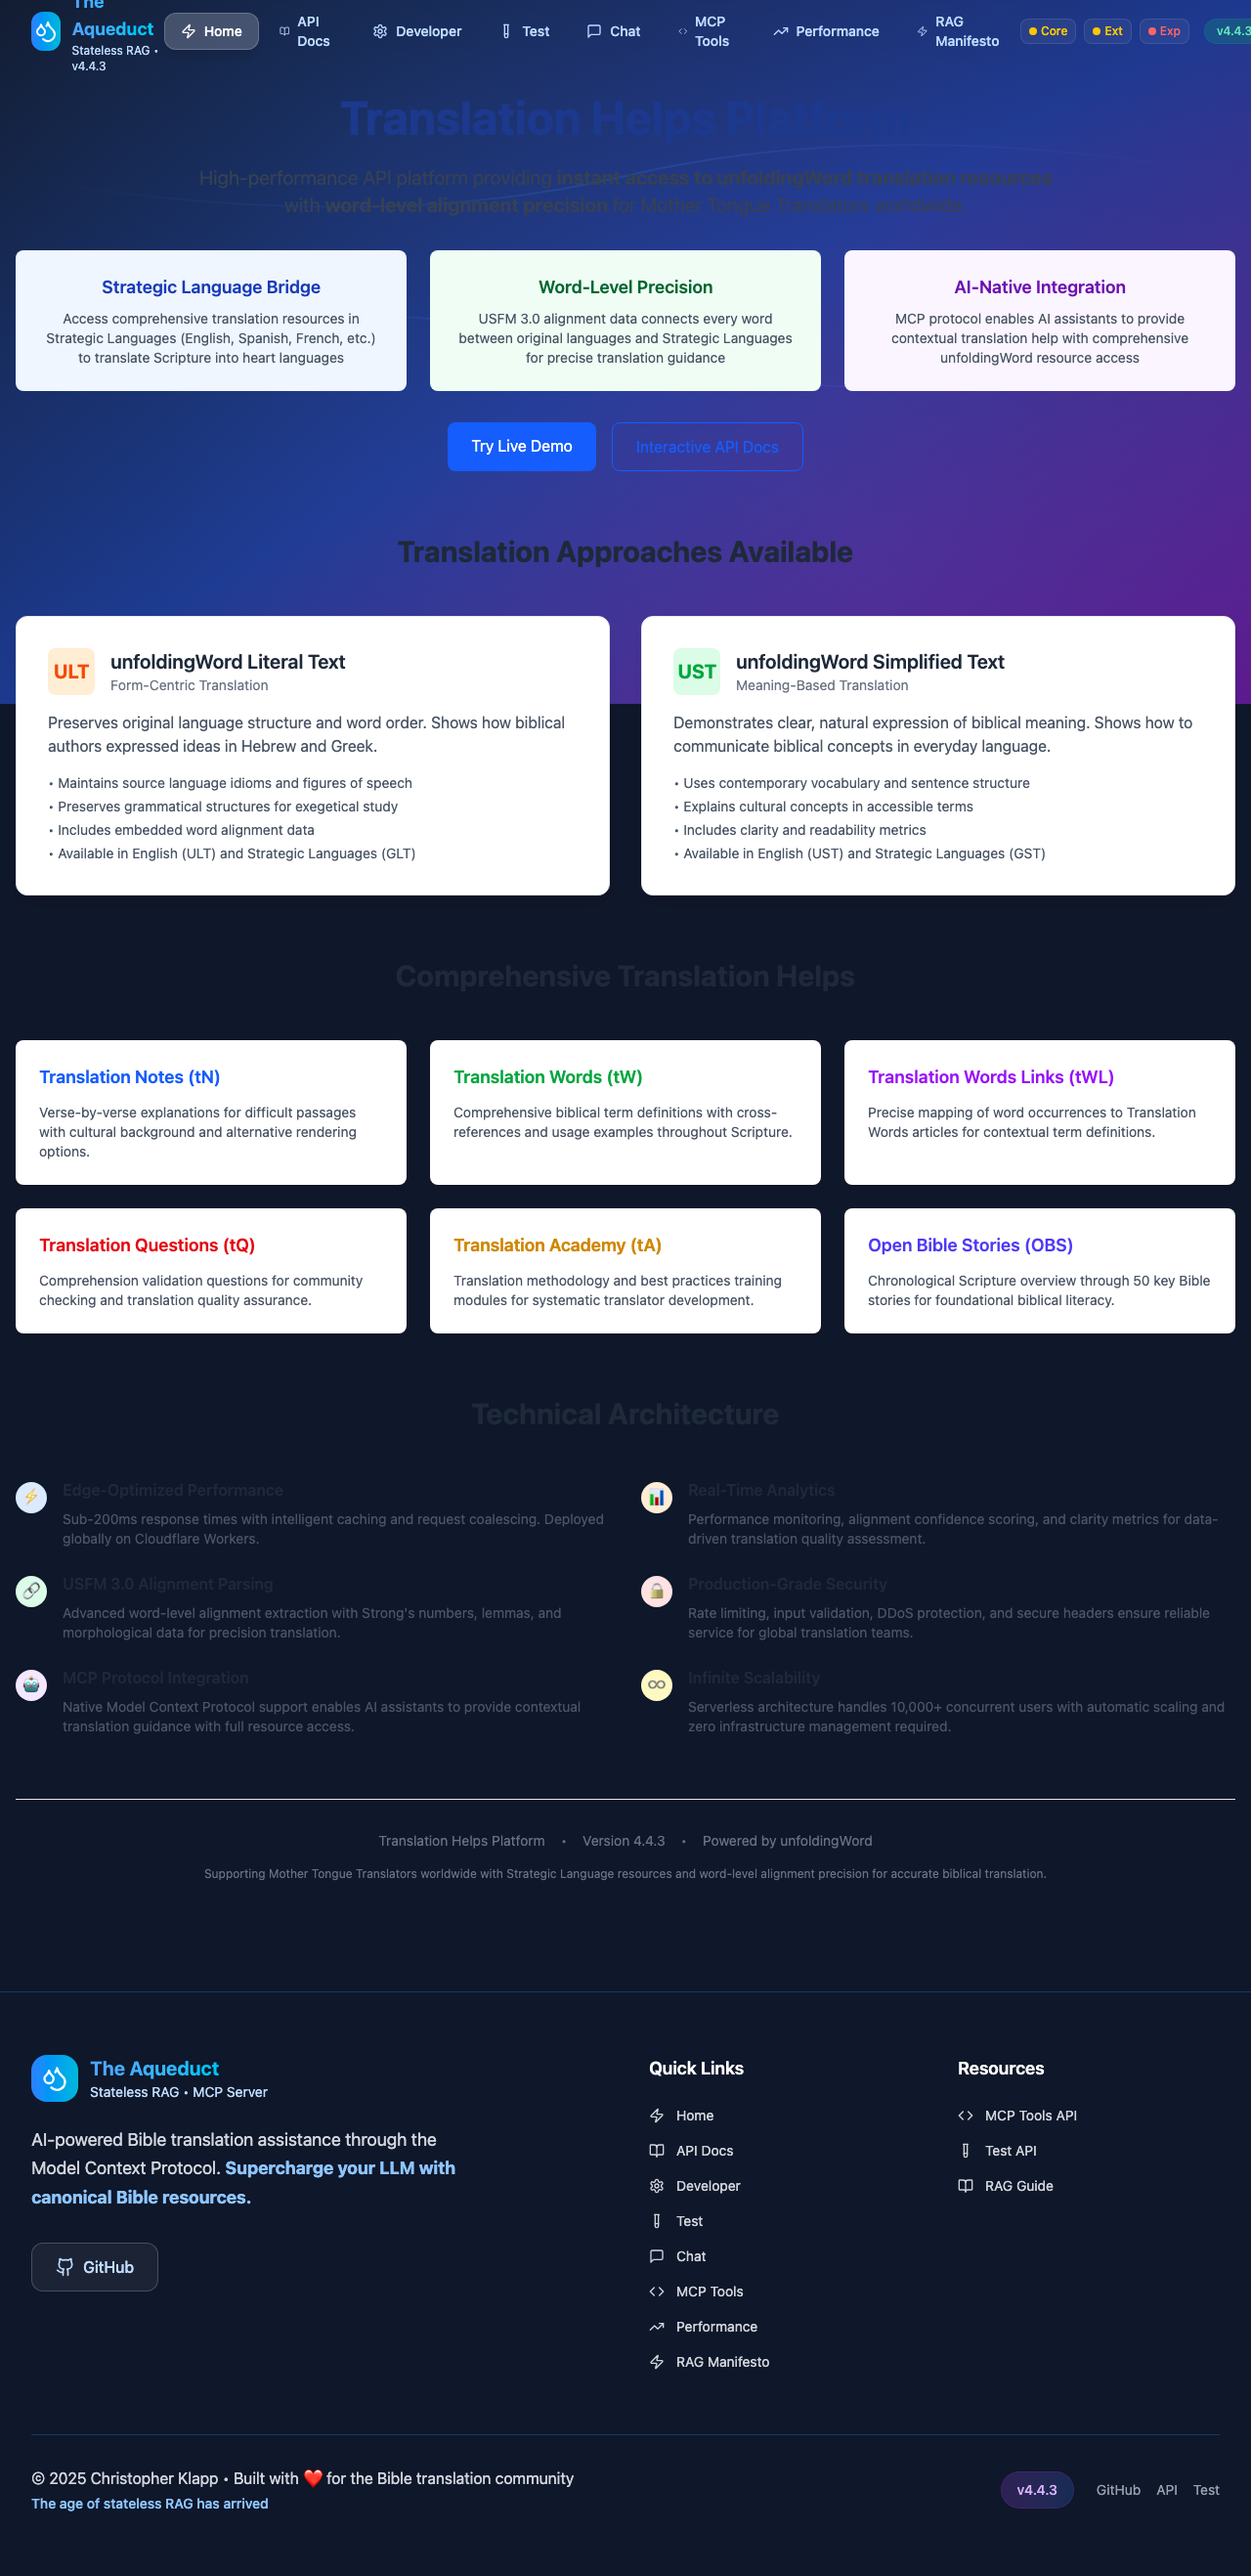 The
Aqueduct
Stateless RAG •
v4.4.3
Home
API
Docs
Developer
Test
Chat
MCP
Tools
Performance
RAG
Manifesto
Core
Ext
Exp
v4.4.3
Translation Helps Platform
High-performance API platform providing instant access to unfoldingWord translation resources
with word-level alignment precision for Mother Tongue Translators worldwide.
Strategic Language Bridge
Access comprehensive translation resources in
Strategic Languages (English, Spanish, French, etc.)
to translate Scripture into heart languages
Word-Level Precision
USFM 3.0 alignment data connects every word
between original languages and Strategic Languages
for precise translation guidance
AI-Native Integration
MCP protocol enables AI assistants to provide
contextual translation help with comprehensive
unfoldingWord resource access
Try Live Demo
Interactive API Docs
Translation Approaches Available
ULT
unfoldingWord Literal Text
Form-Centric Translation
Preserves original language structure and word order. Shows how biblical
authors expressed ideas in Hebrew and Greek.
• Maintains source language idioms and figures of speech
• Preserves grammatical structures for exegetical study
• Includes embedded word alignment data
• Available in English (ULT) and Strategic Languages (GLT)
UST
unfoldingWord Simplified Text
Meaning-Based Translation
Demonstrates clear, natural expression of biblical meaning. Shows how to
communicate biblical concepts in everyday language.
• Uses contemporary vocabulary and sentence structure
• Explains cultural concepts in accessible terms
• Includes clarity and readability metrics
• Available in English (UST) and Strategic Languages (GST)
Comprehensive Translation Helps
Translation Notes (tN)
Verse-by-verse explanations for difficult passages
with cultural background and alternative rendering
options.
Translation Words (tW)
Comprehensive biblical term definitions with cross-
references and usage examples throughout Scripture.
Translation Words Links (tWL)
Precise mapping of word occurrences to Translation
Words articles for contextual term definitions.
Translation Questions (tQ)
Comprehension validation questions for community
checking and translation quality assurance.
Translation Academy (tA)
Translation methodology and best practices training
modules for systematic translator development.
Open Bible Stories (OBS)
Chronological Scripture overview through 50 key Bible
stories for foundational biblical literacy.
Technical Architecture
Edge-Optimized Performance
Sub-200ms response times with intelligent caching and request coalescing. Deployed
globally on Cloudflare Workers.
Real-Time Analytics
Performance monitoring, alignment confidence scoring, and clarity metrics for data-
driven translation quality assessment.
USFM 3.0 Alignment Parsing
Advanced word-level alignment extraction with Strong's numbers, lemmas, and
morphological data for precision translation.
Production-Grade Security
Rate limiting, input validation, DDoS protection, and secure headers ensure reliable
service for global translation teams.
MCP Protocol Integration
Native Model Context Protocol support enables AI assistants to provide contextual
translation guidance with full resource access.
Infinite Scalability
Serverless architecture handles 10,000+ concurrent users with automatic scaling and
zero infrastructure management required.
Translation Helps Platform • Version 4.4.3 • Powered by unfoldingWord
Supporting Mother Tongue Translators worldwide with Strategic Language resources and word-level alignment precision for accurate biblical translation.
The Aqueduct
Stateless RAG • MCP Server
AI-powered Bible translation assistance through the
Model Context Protocol. Supercharge your LLM with
canonical Bible resources.
GitHub
Quick Links
Home
API Docs
Developer
Test
Chat
MCP Tools
Performance
RAG Manifesto
Resources
MCP Tools API
Test API
RAG Guide
© 2025 Christopher Klapp • Built with ❤️ for the Bible translation community
The age of stateless RAG has arrived
v4.4.3
GitHub
API
Test